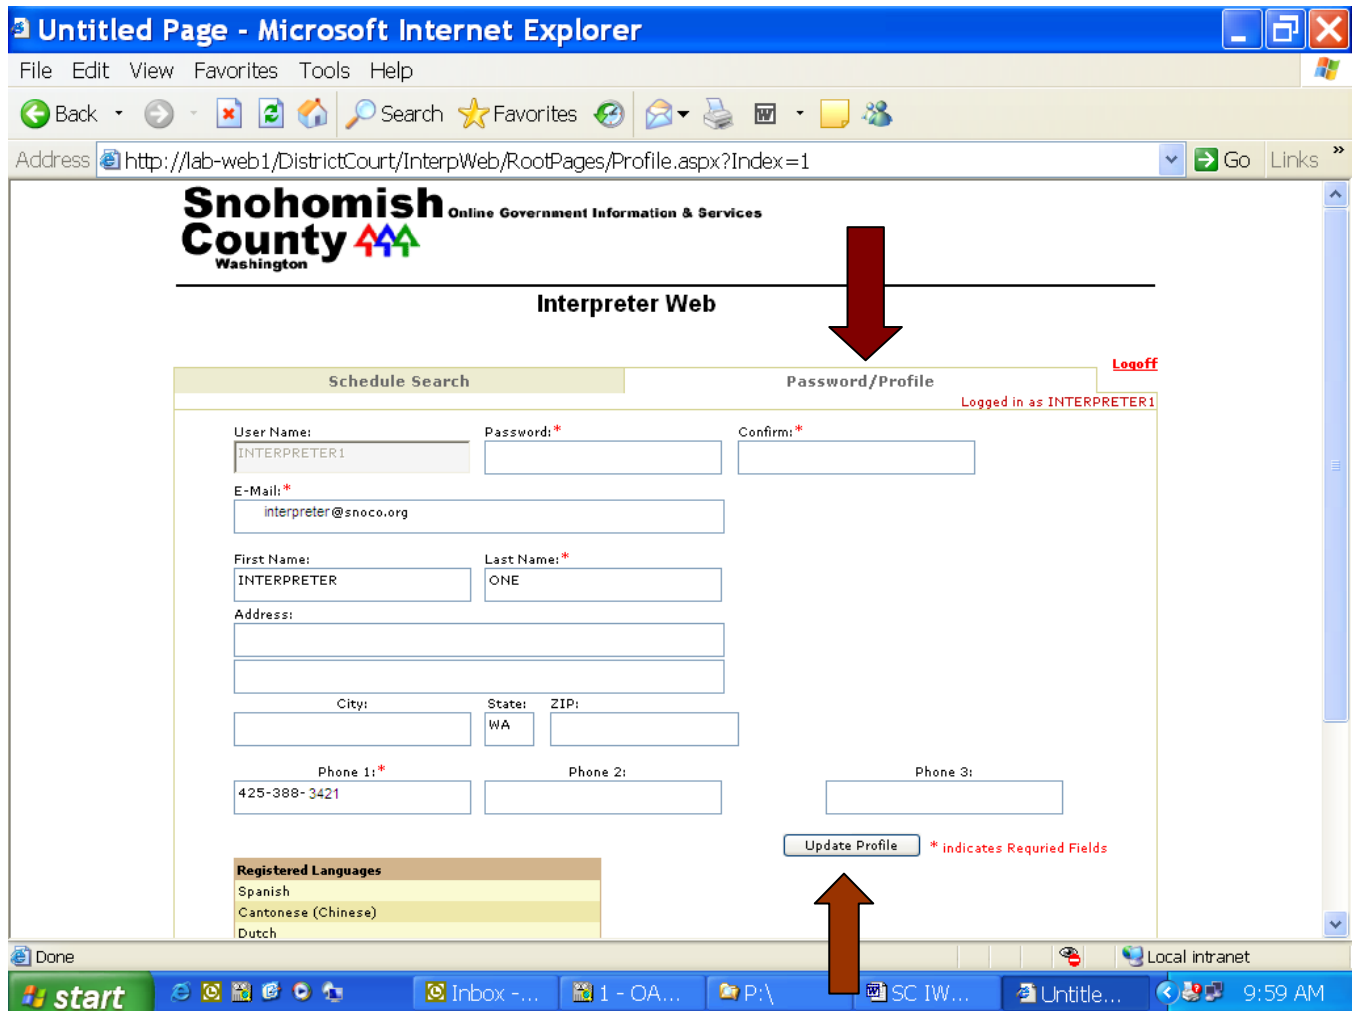 Untitled Page - Microsoft Internet Explorer
File Edit View Favorites Tools Help
Back Search Favorites
Address http://lab-web1/DistrictCourt/InterpWeb/RootPages/Profile.aspx?Index=1 Go Links »
Snohomish Online Government Information & Services
County
Washington
Interpreter Web
Logoff
Schedule Search Password/Profile
Logged in as INTERPRETER1
User Name: Password:* Confirm:*
INTERPRETER1
E-Mail:*
interpreter@snoco.org
First Name: Last Name:*
INTERPRETER ONE
Address:
City: State: ZIP:
WA
Phone 1:* Phone 2: Phone 3:
425-388-3421
Update Profile * indicates Requried Fields
Registered Languages
Spanish
Cantonese (Chinese)
Dutch
Done Local intranet
start Inbox -... 1 - OA... P:\ SC IW... Untitle... 9:59 AM